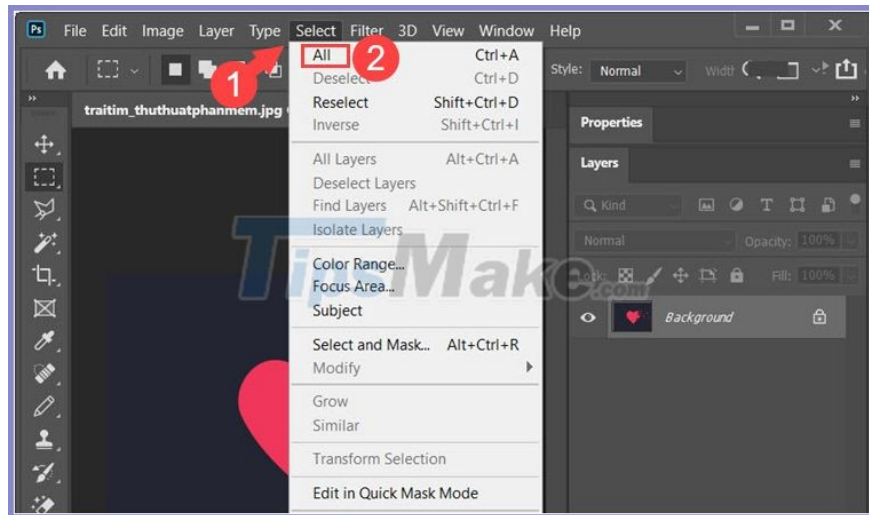 Ps File Edit Image Layer Type Select Filter 3D View Window Help
1
2
Style: Normal
traitim_thuthuatphanmem.jpg
All Ctrl+A
Deselect Ctrl+D
Reselect Shift+Ctrl+D
Inverse Shift+Ctrl+I
All Layers Alt+Ctrl+A
Deselect Layers
Find Layers Alt+Shift+Ctrl+F
Isolate Layers
Color Range...
Focus Area...
Subject
Select and Mask... Alt+Ctrl+R
Modify
Grow
Similar
Transform Selection
Edit in Quick Mask Mode
Properties
Layers
Kind
Normal Opacity: 100%
Lock: Fill: 100%
Background
TipsMake.com